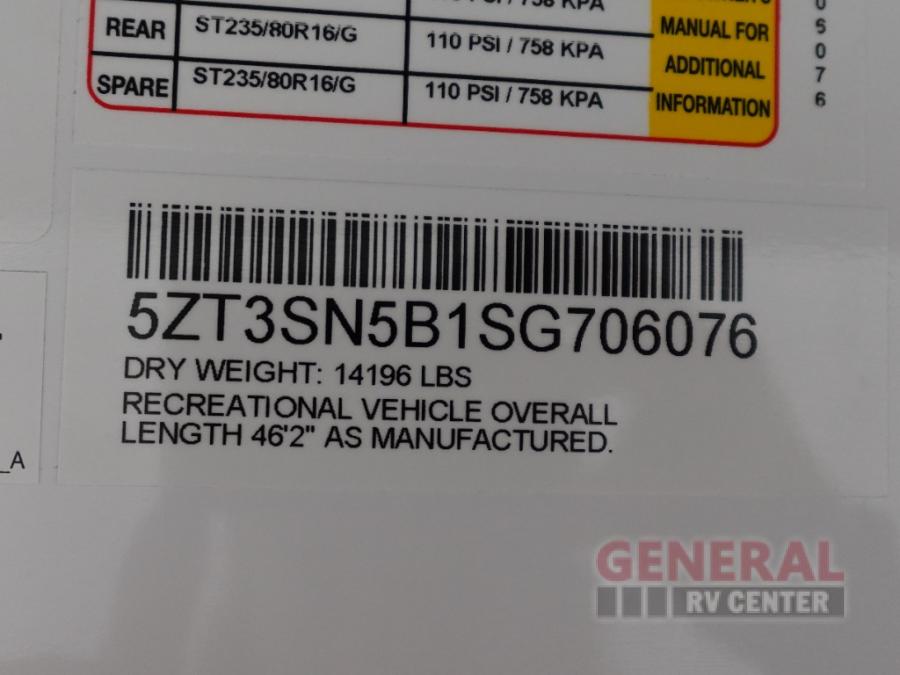 758 KPA
REAR ST235/80R16/G 110 PSI / 758 KPA
SPARE ST235/80R16/G 110 PSI / 758 KPA
MANUAL FOR
ADDITIONAL
INFORMATION
S
0
7
6
5ZT3SN5B1SG706076
DRY WEIGHT: 14196 LBS
RECREATIONAL VEHICLE OVERALL
LENGTH 46'2" AS MANUFACTURED.
_A
GENERAL
RV CENTER